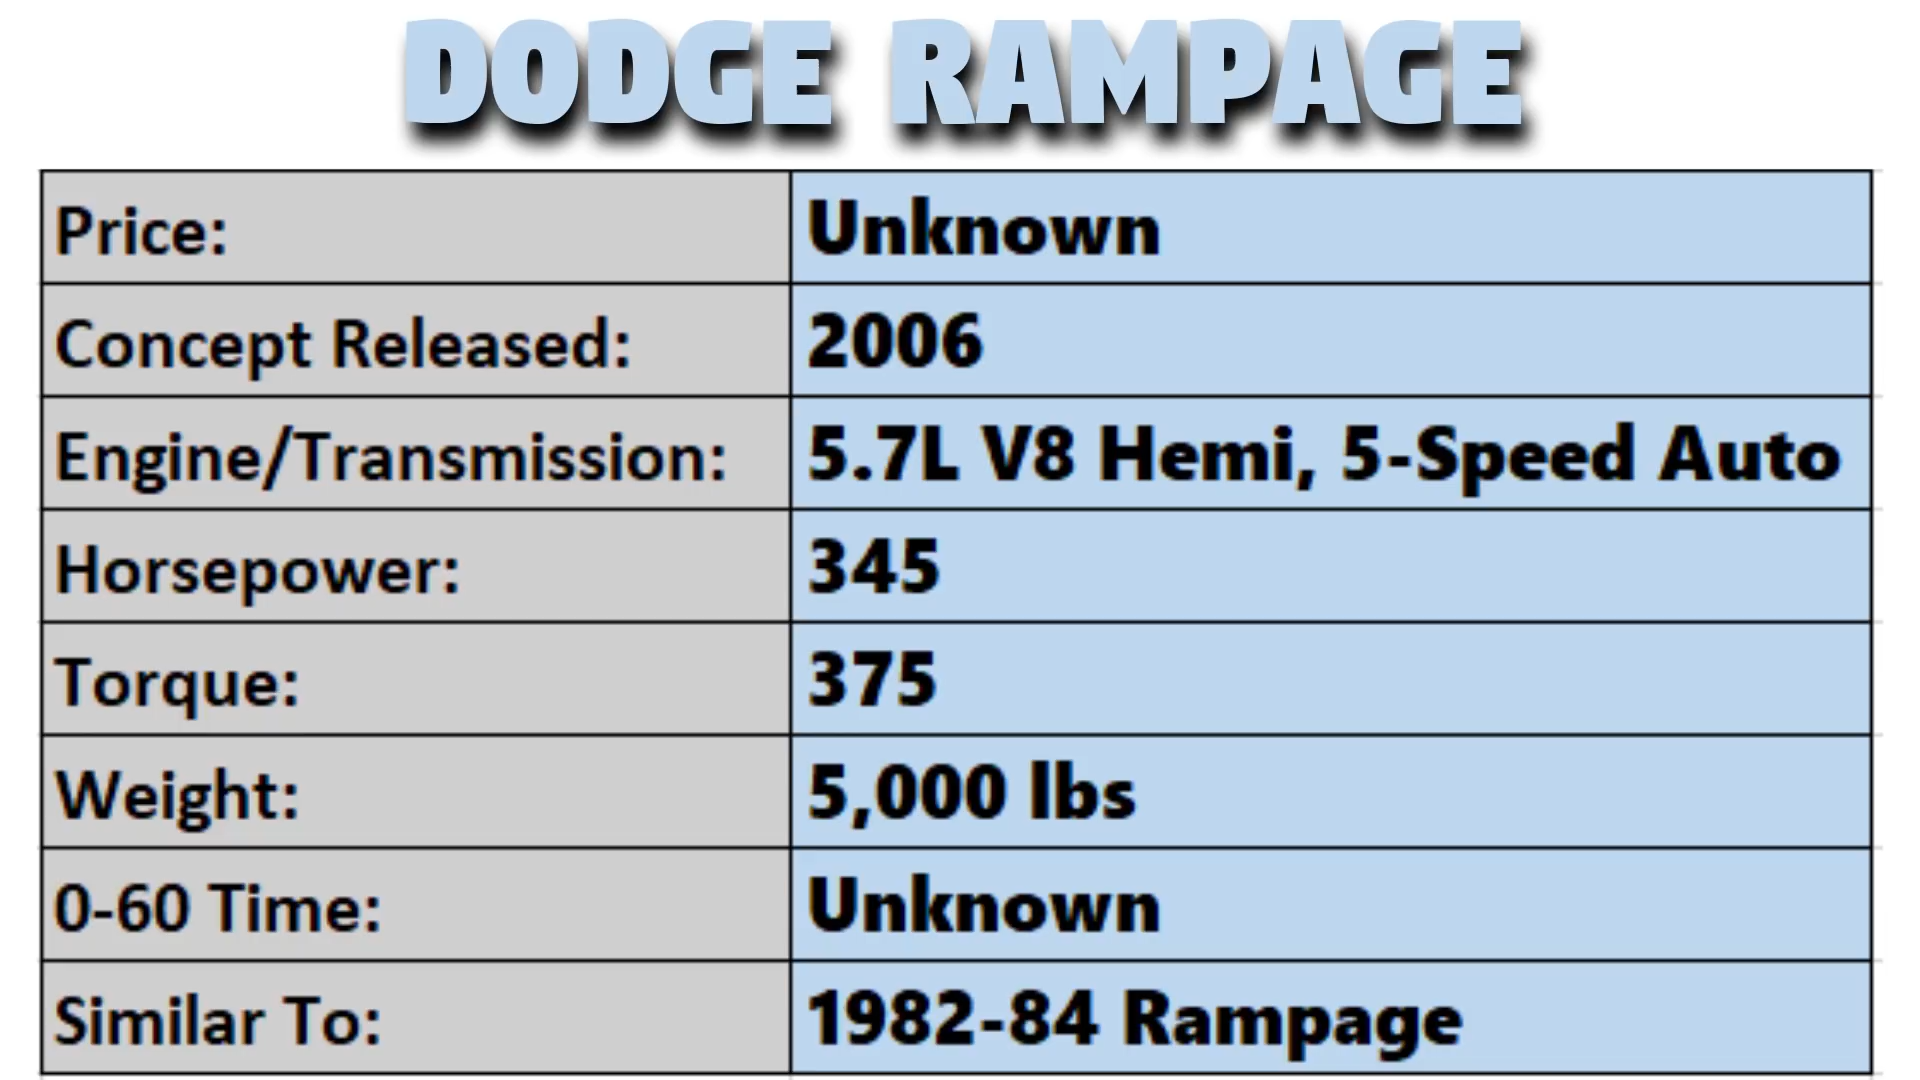 DODGE RAMPAGE
Price: Unknown
Concept Released: 2006
Engine/Transmission: 5.7L V8 Hemi, 5-Speed Auto
Horsepower: 345
Torque: 375
Weight: 5,000 lbs
0-60 Time: Unknown
Similar To: 1982-84 Rampage